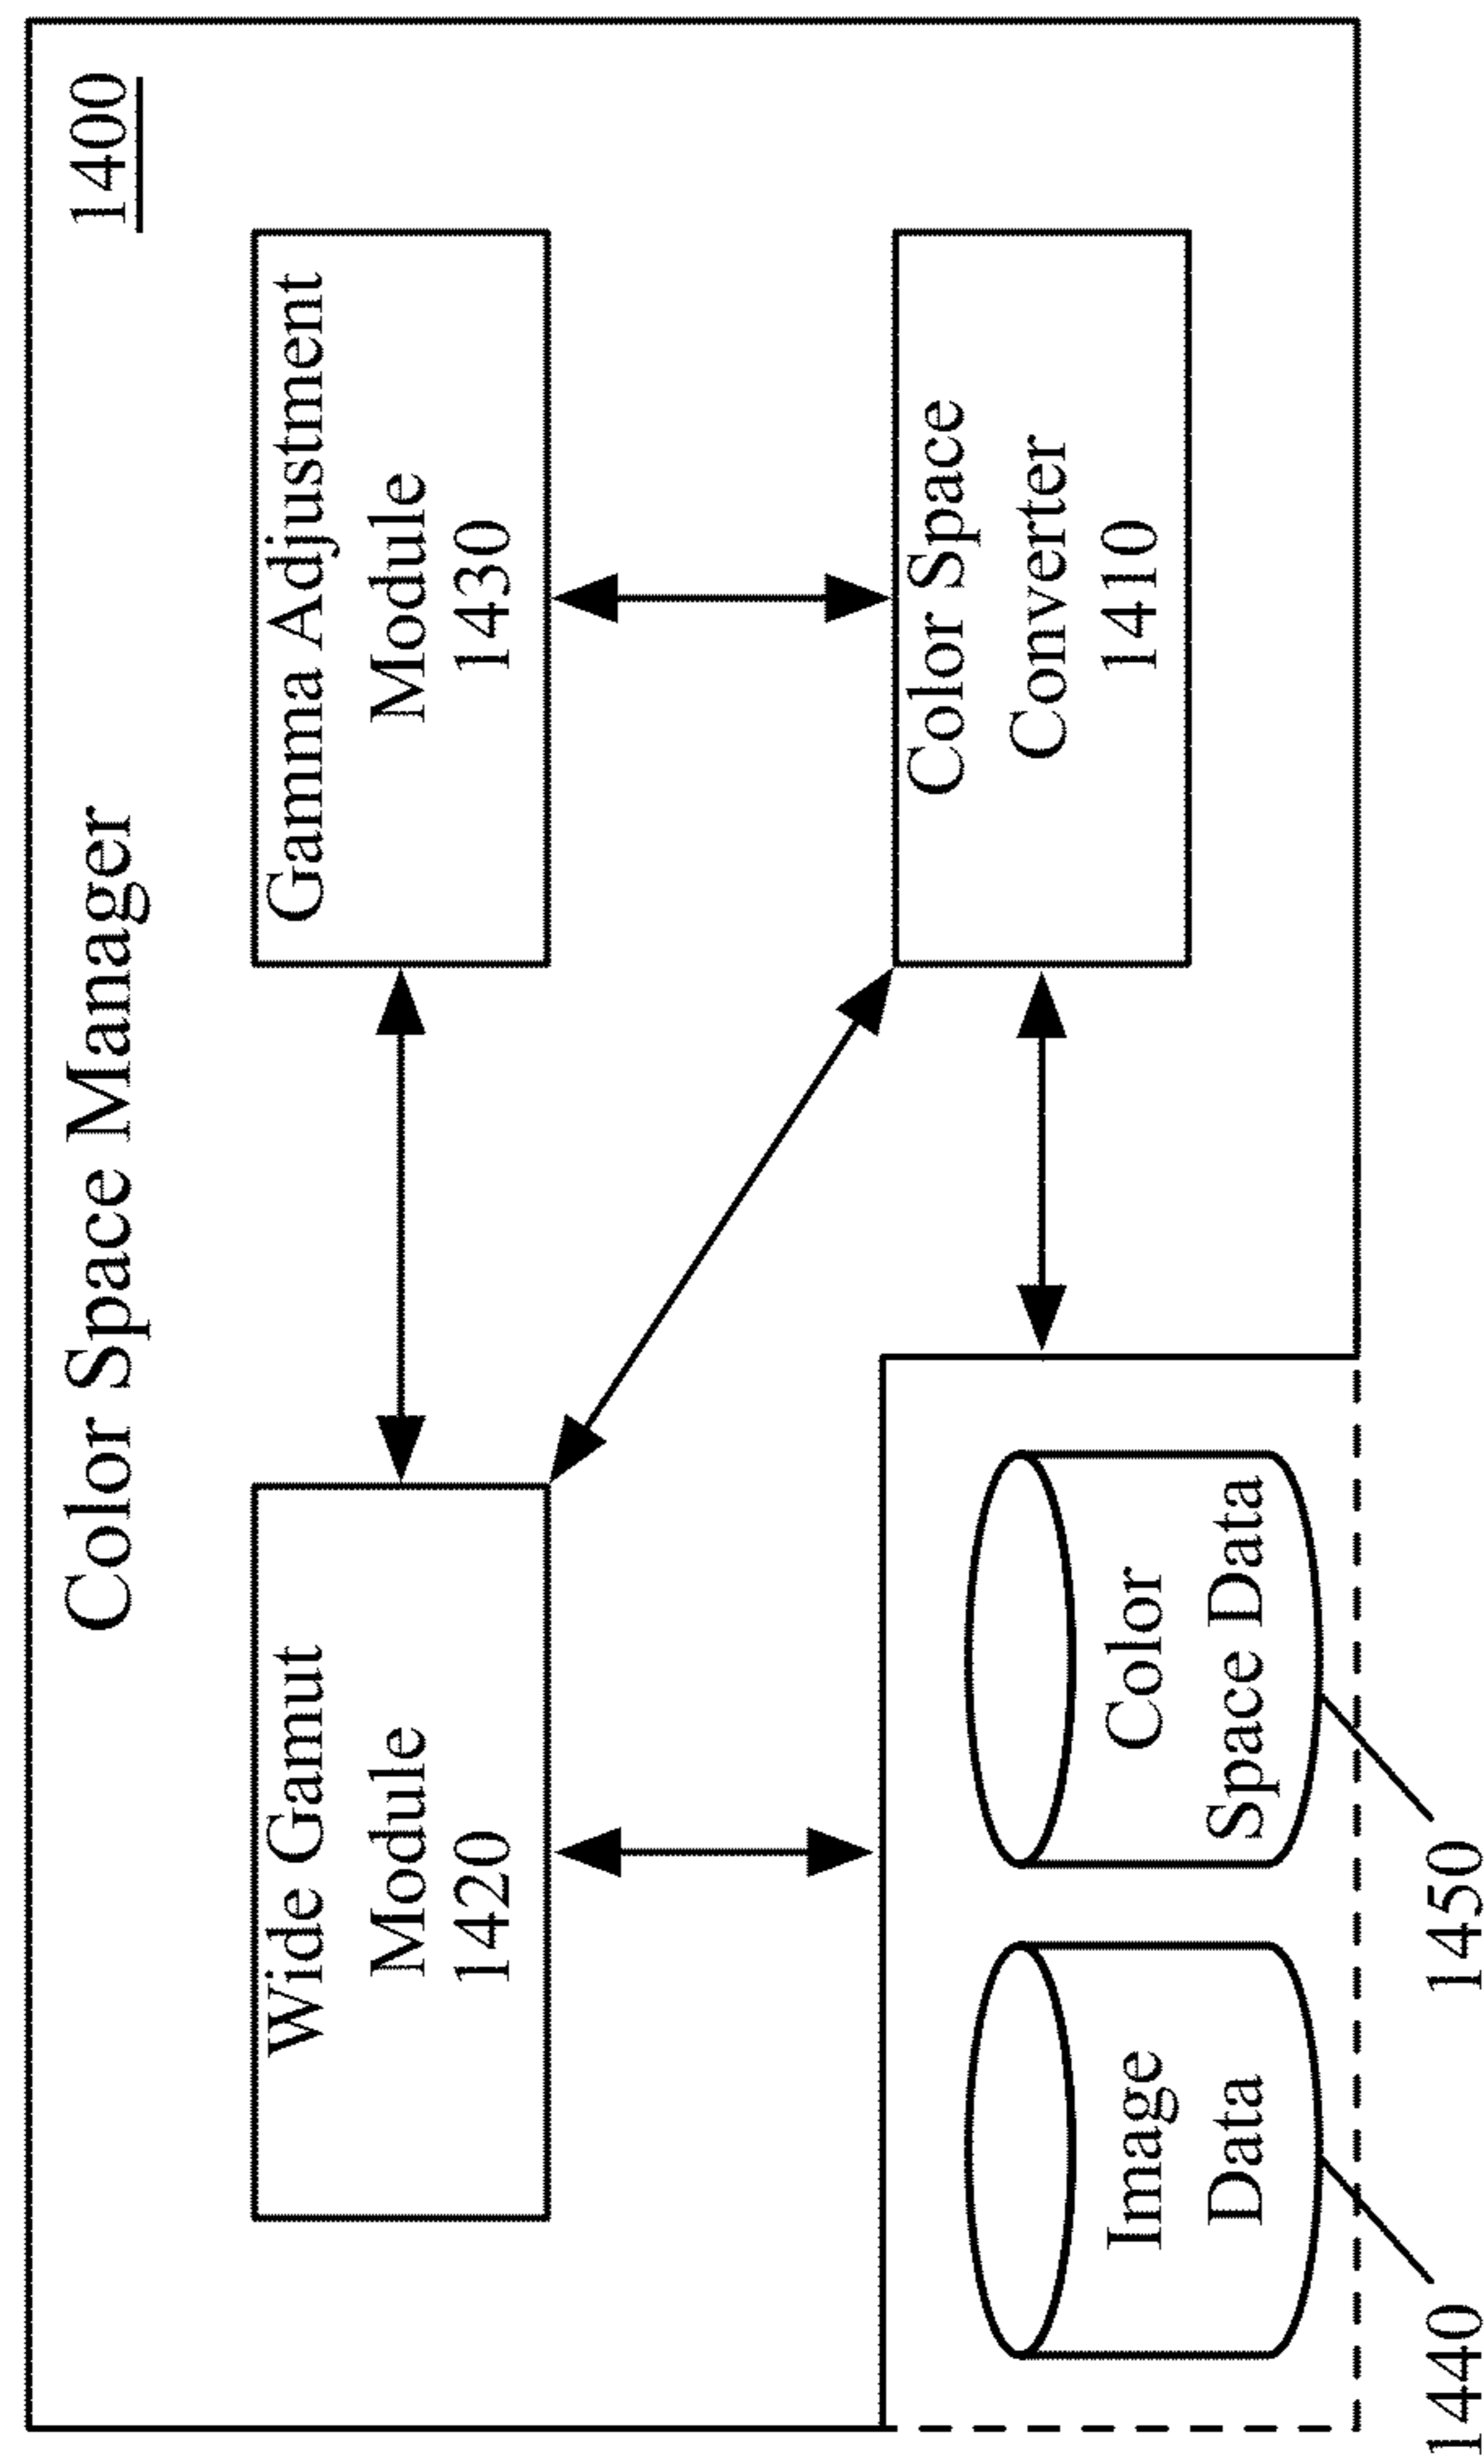 Color Space Manager
1400
Wide Gamut
Module
1420
Gamma Adjustment
Module
1430
Color Space
Converter
1410
Image
Data
Color
Space Data
1440
1450